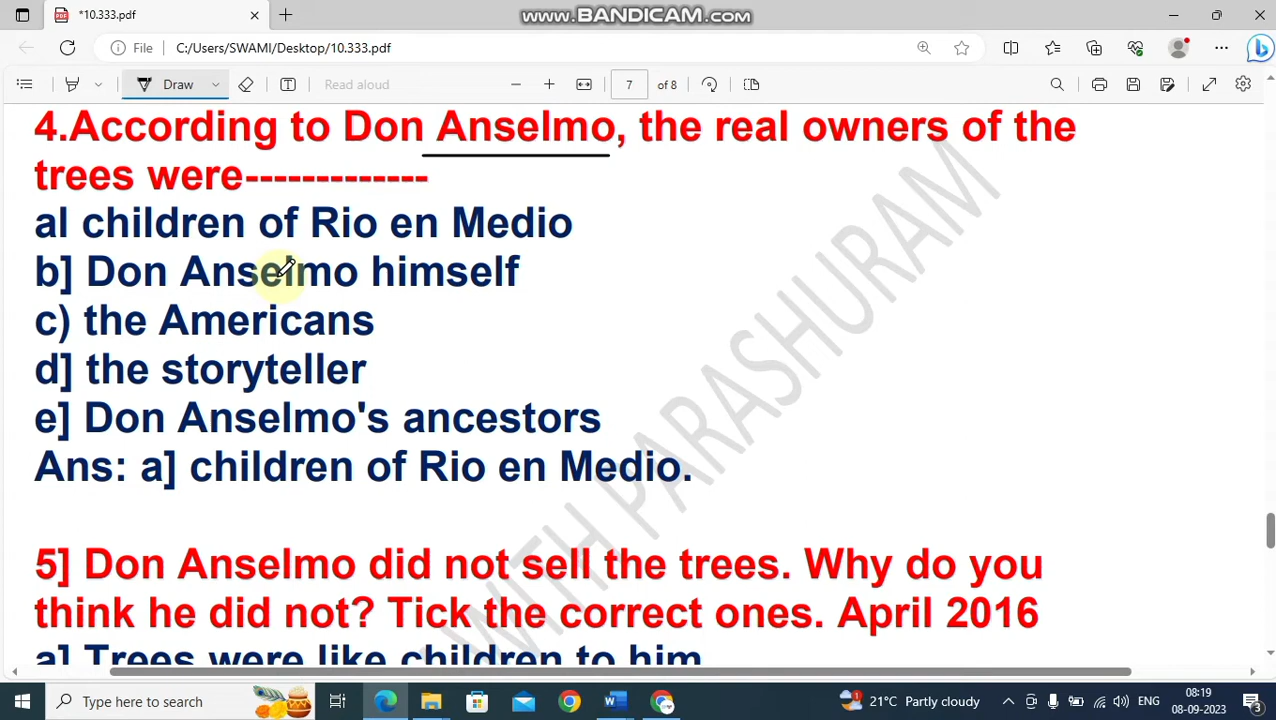 *10.333.pdf
www.BANDICAM.com
File C:/Users/SWAMI/Desktop/10.333.pdf
Draw Read aloud 7 of 8
4.According to Don Anselmo, the real owners of the
trees were-------------
al children of Rio en Medio
b] Don Anselmo himself
c) the Americans
d] the storyteller
e] Don Anselmo's ancestors
Ans: a] children of Rio en Medio.
5] Don Anselmo did not sell the trees. Why do you
think he did not? Tick the correct ones. April 2016
a] Trees were like children to him
WITH PARASHURAM
Type here to search
21°C Partly cloudy
ENG
08:19
08-09-2023